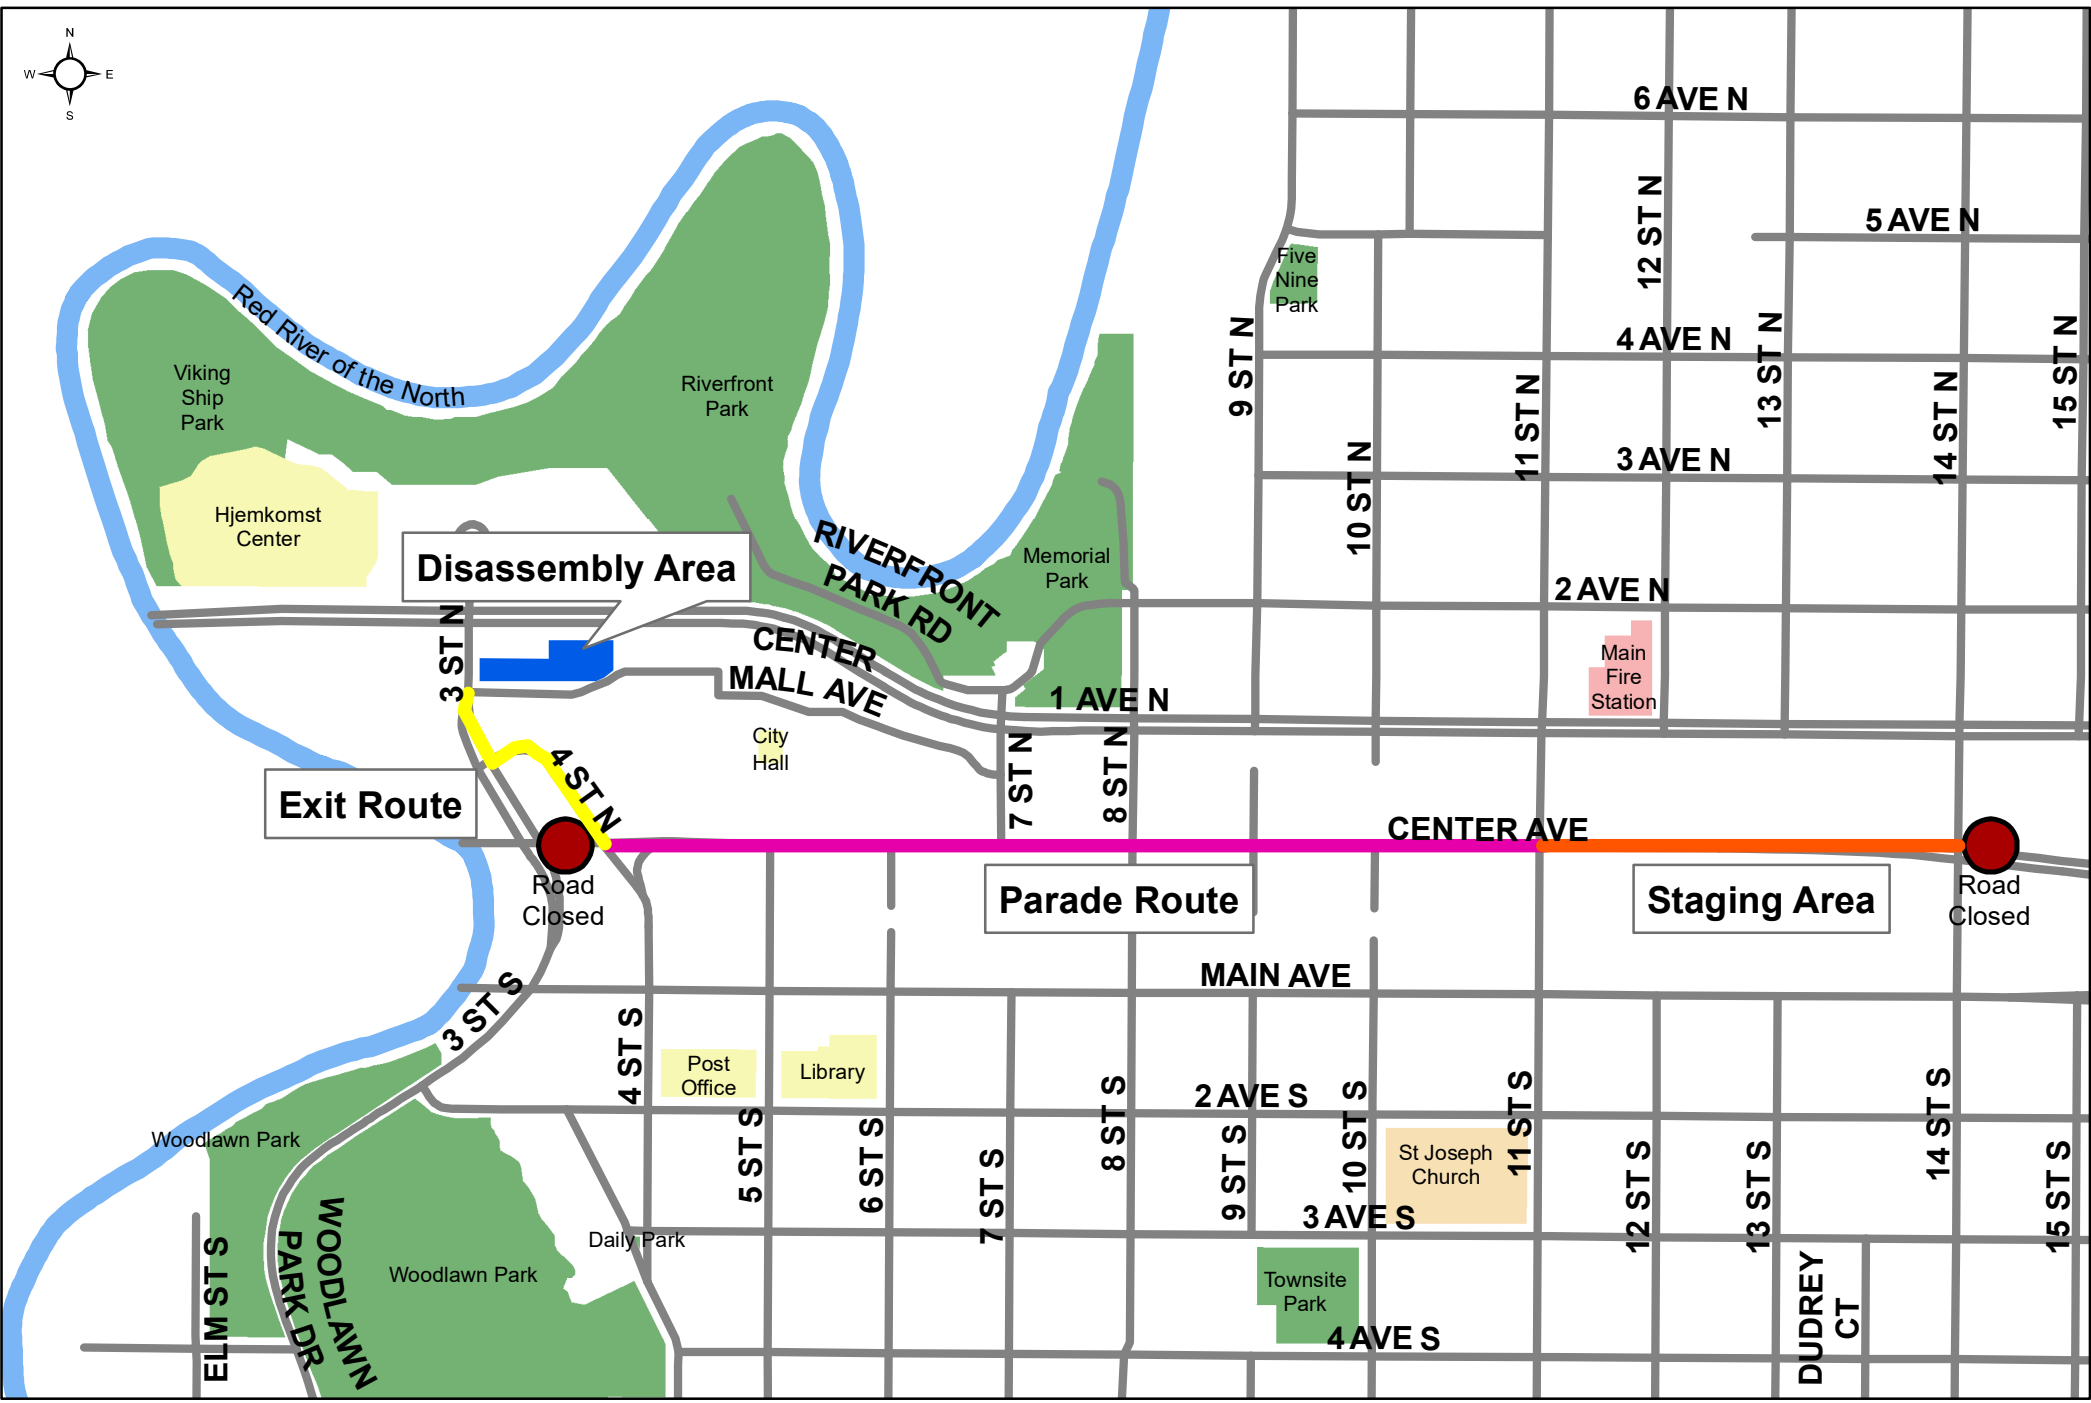 N
W
E
S
6 AVE N
5 AVE N
12 ST N
Five
Nine
Park
Red River of the North
4 AVE N
9 ST N
13 ST N
15 ST N
Viking
Ship
Park
Riverfront
Park
11 ST N
14 ST N
3 AVE N
10 ST N
Hjemkomst
Center
Disassembly Area
RIVERFRONT
PARK RD
Memorial
Park
2 AVE N
3 ST N
CENTER
MALL AVE
Main
Fire
Station
1 AVE N
City
Hall
7 ST N
8 ST N
4 ST N
Exit Route
CENTER AVE
Road
Closed
Parade Route
Staging Area
Road
Closed
MAIN AVE
3 ST S
4 ST S
Post
Office
Library
2 AVE S
5 ST S
6 ST S
7 ST S
8 ST S
9 ST S
10 ST S
11 ST S
12 ST S
13 ST S
14 ST S
15 ST S
Woodlawn Park
St Joseph
Church
3 AVE S
Daily Park
Woodlawn Park
WOODLAWN
PARK DR
ELM ST S
Townsite
Park
4 AVE S
DUDREY
CT